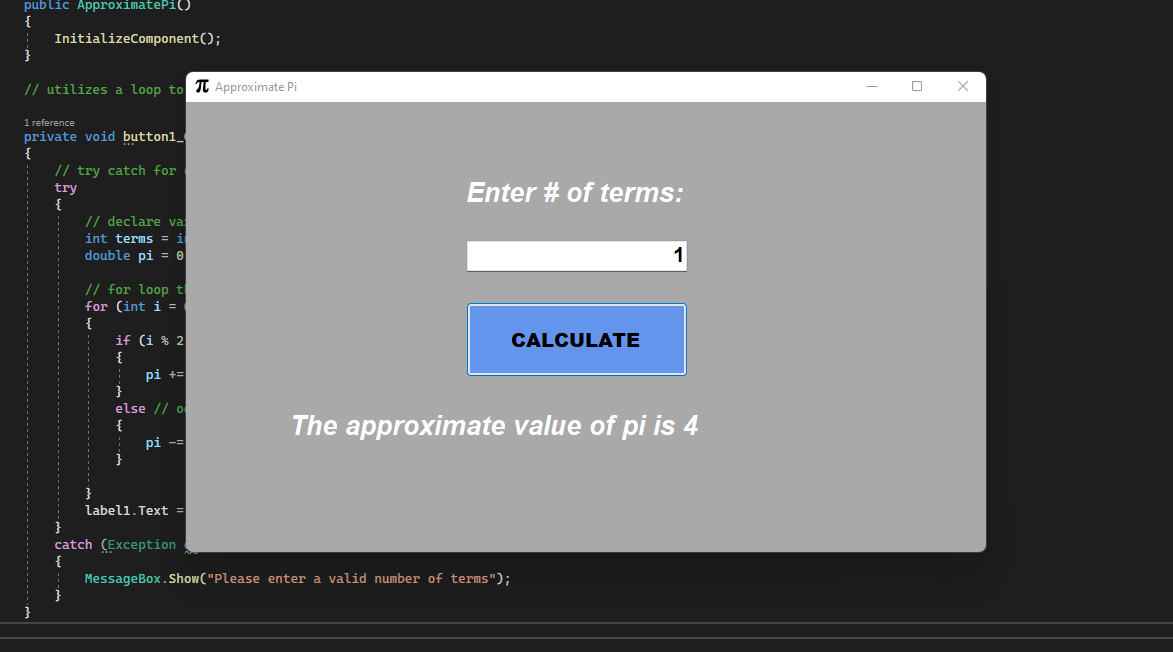 public ApproximatePi()
{
InitializeComponent();
}
// utilizes a loop to
1 reference
private void button1_
{
// try catch for
try
{
// declare
int terms =
double pi = 0
// for loop
for (int i =
{
if (i % 2
{
pi +=
}
else //
{
pi -=
}
}
label1.Text =
}
catch (Exception
{
MessageBox.Show("Please enter a valid number of terms");
}
}
Approximate Pi
Enter # of terms:
1
CALCULATE
The approximate value of pi is 4